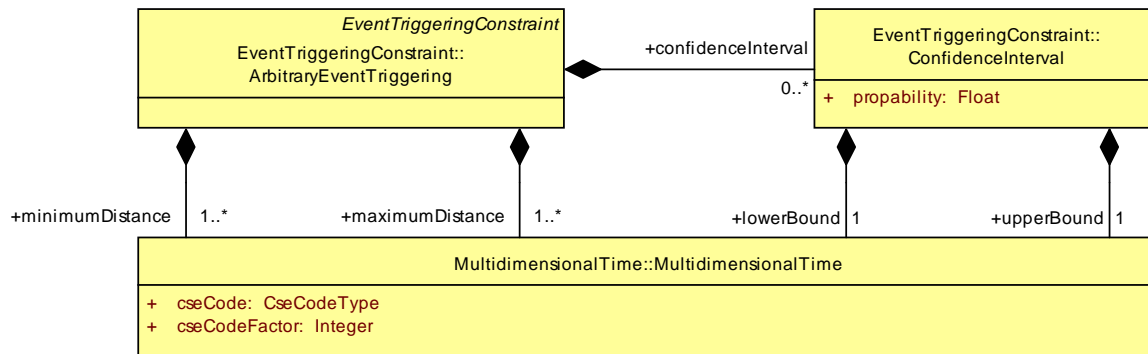 EventTriggeringConstraint
EventTriggeringConstraint::
ArbitraryEventTriggering
+confidenceInterval
0..*
EventTriggeringConstraint::
ConfidenceInterval
+ propability: Float
+minimumDistance 1..*
+maximumDistance 1..*
+lowerBound 1
+upperBound 1
MultidimensionalTime::MultidimensionalTime
+ cseCode: CseCodeType
+ cseCodeFactor: Integer